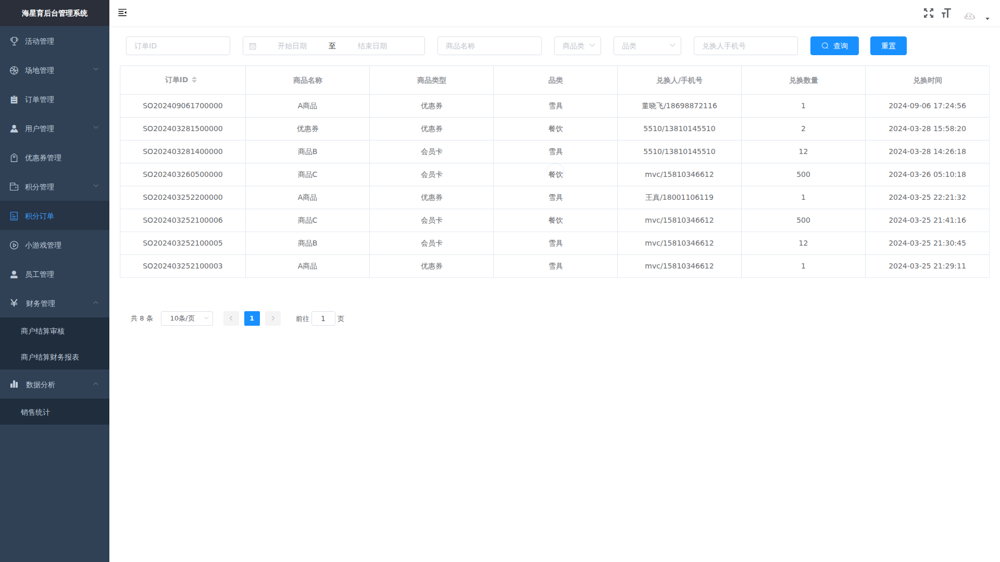 海星育后台管理系统
活动管理
场地管理
订单管理
用户管理
优惠券管理
积分管理
积分订单
小游戏管理
员工管理
财务管理
商户结算审核
商户结算财务报表
数据分析
销售统计
订单ID 开始日期 至 结束日期 商品名称 商品类 品类 兑换人手机号 查询 重置
订单ID 商品名称 商品类型 品类 兑换人/手机号 兑换数量 兑换时间
SO202409061700000 A商品 优惠券 雪具 董晓飞/18698872116 1 2024-09-06 17:24:56
SO202403281500000 优惠券 优惠券 餐饮 5510/13810145510 2 2024-03-28 15:58:20
SO202403281400000 商品B 会员卡 雪具 5510/13810145510 12 2024-03-28 14:26:18
SO202403260500000 商品C 会员卡 餐饮 mvc/15810346612 500 2024-03-26 05:10:18
SO202403252200000 A商品 优惠券 雪具 王真/18001106119 1 2024-03-25 22:21:32
SO202403252100006 商品C 会员卡 餐饮 mvc/15810346612 500 2024-03-25 21:41:16
SO202403252100005 商品B 会员卡 雪具 mvc/15810346612 12 2024-03-25 21:30:45
SO202403252100003 A商品 优惠券 雪具 mvc/15810346612 1 2024-03-25 21:29:11
共 8 条 10条/页 1 前往 1 页